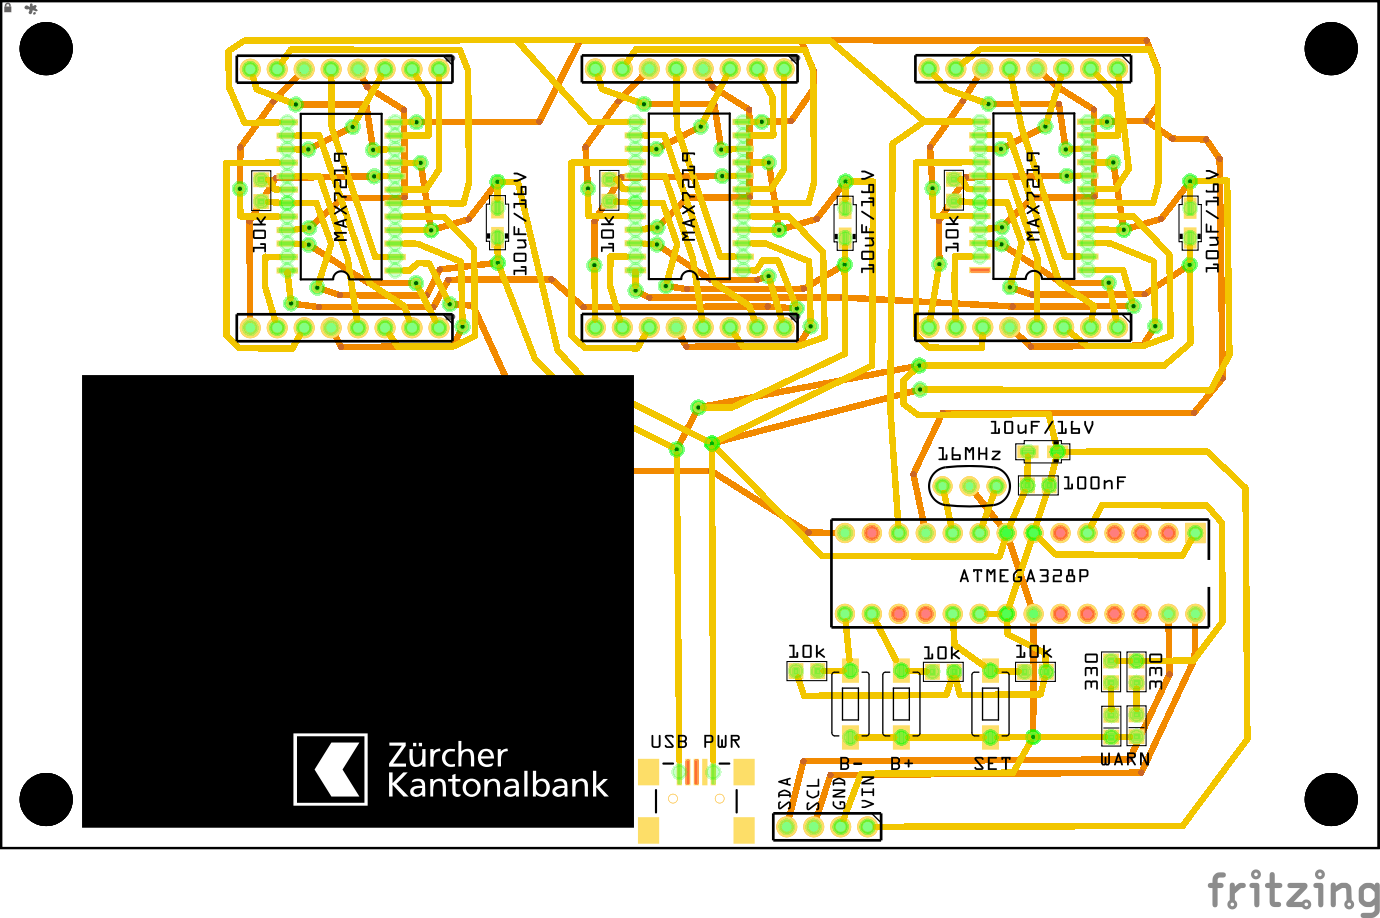 MAX7219
10k
10uF/16V
MAX7219
10k
10uF/16V
MAX7219
10k
10uF/16V
10uF/16V
16MHz
100nF
ATMEGA328P
10k
10k
10k
330
330
Zürcher
Kantonalbank
USB PWR
B-
B+
SET
WARN
SDA
SCL
GND
VIN
fritzing